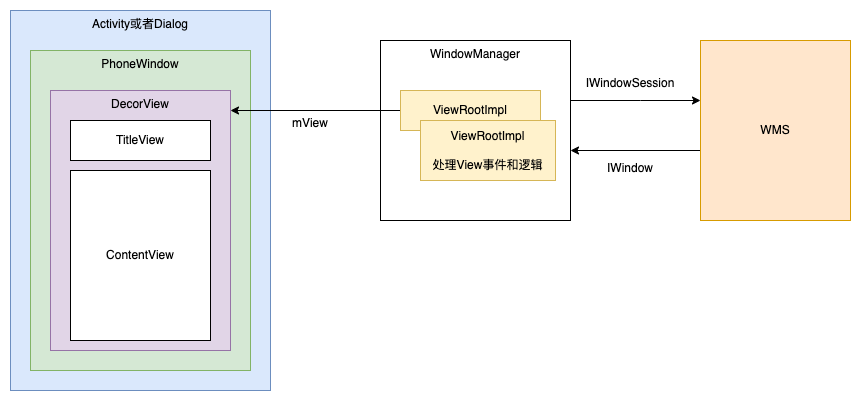 Activity或者Dialog
PhoneWindow
DecorView
TitleView
ContentView
mView
WindowManager
ViewRootImpl
ViewRootImpl
处理View事件和逻辑
IWindowSession
IWindow
WMS